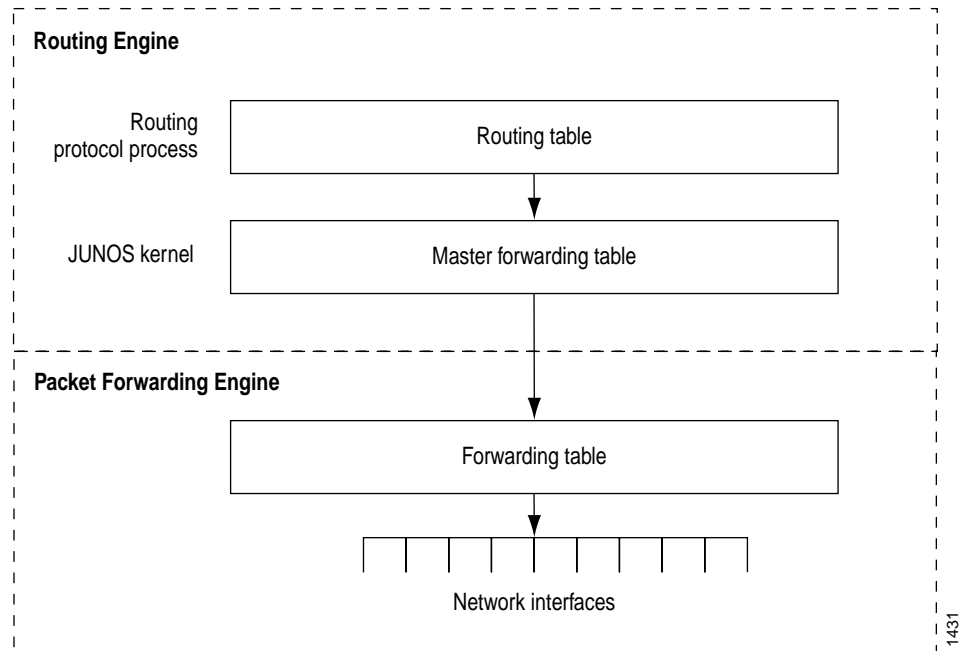 Routing Engine
Routing
protocol process
Routing table
JUNOS kernel
Master forwarding table
Packet Forwarding Engine
Forwarding table
Network interfaces
1431